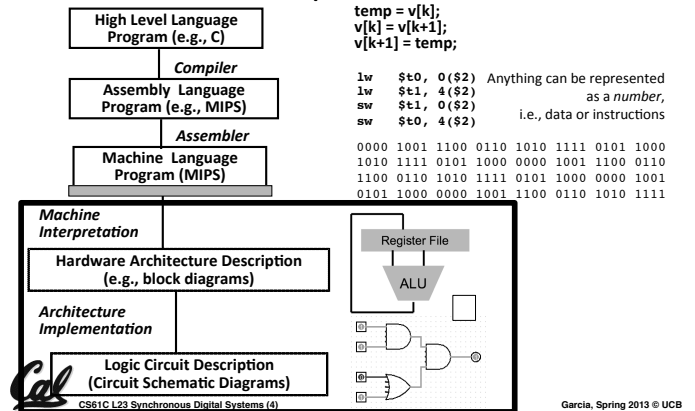 High Level Language
Program (e.g., C)
Compiler
Assembly Language
Program (e.g., MIPS)
Assembler
Machine Language
Program (MIPS)
temp = v[k];
v[k] = v[k+1];
v[k+1] = temp;
lw $t0, 0($2)
lw $t1, 4($2)
sw $t1, 0($2)
sw $t0, 4($2)
Anything can be represented
as a number,
i.e., data or instructions
0000 1001 1100 0110 1010 1111 0101 1000
1010 1111 0101 1000 0000 1001 1100 0110
1100 0110 1010 1111 0101 1000 0000 1001
0101 1000 0000 1001 1100 0110 1010 1111
Machine
Interpretation
Hardware Architecture Description
(e.g., block diagrams)
Architecture
Implementation
Logic Circuit Description
(Circuit Schematic Diagrams)
Register File
ALU
Cal
CS61C L23 Synchronous Digital Systems (4)
Garcia, Spring 2013 © UCB